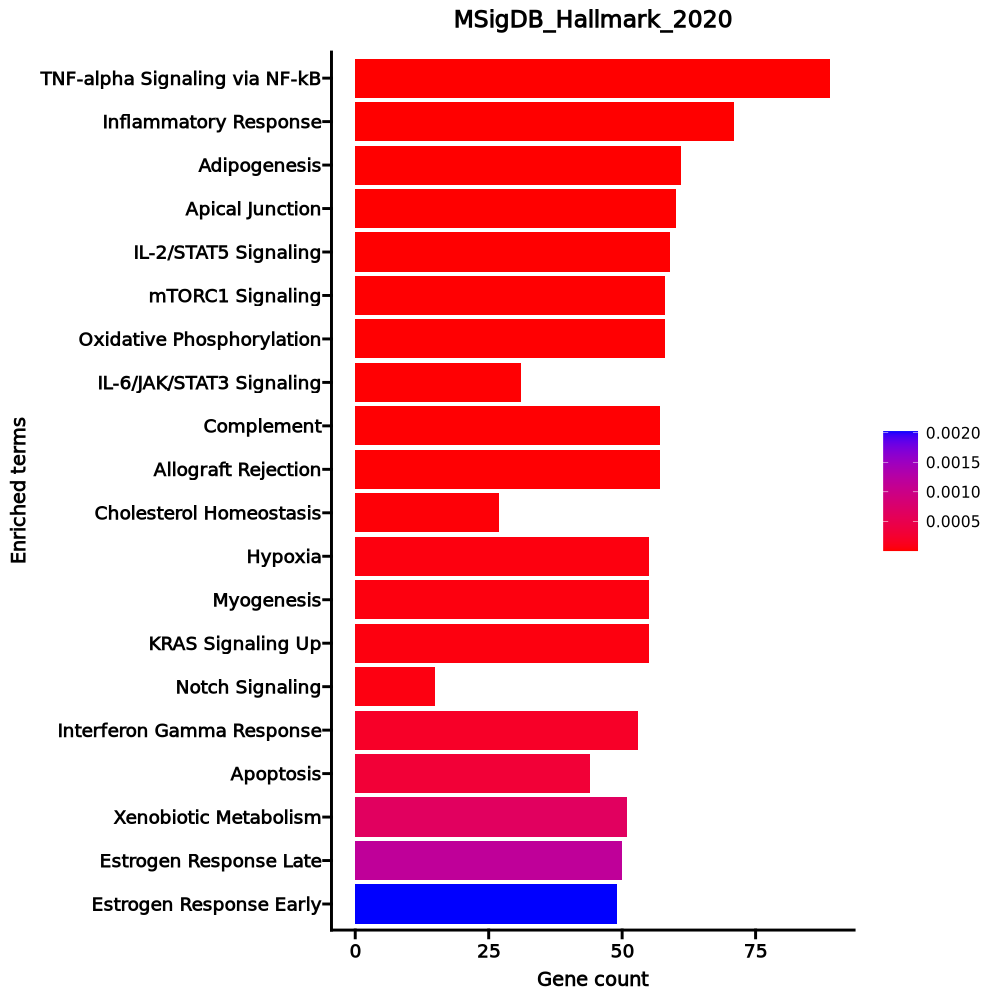 MSigDB_Hallmark_2020
TNF-alpha Signaling via NF-kB
Inflammatory Response
Adipogenesis
Apical Junction
IL-2/STAT5 Signaling
mTORC1 Signaling
Oxidative Phosphorylation
IL-6/JAK/STAT3 Signaling
Complement
Allograft Rejection
Cholesterol Homeostasis
Hypoxia
Myogenesis
KRAS Signaling Up
Notch Signaling
Interferon Gamma Response
Apoptosis
Xenobiotic Metabolism
Estrogen Response Late
Estrogen Response Early
Enriched terms
0 25 50 75
Gene count
0.0020
0.0015
0.0010
0.0005